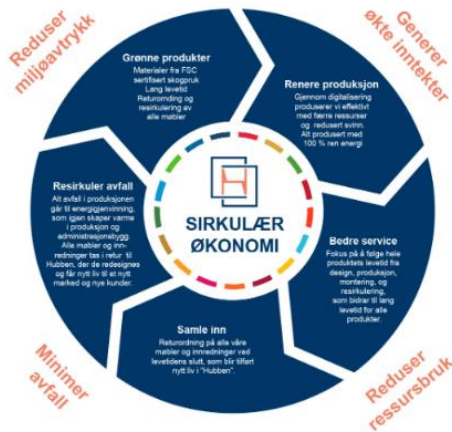 Reduser
miljøavtrykk
Generer
økte inntekter
Grønne produkter
Materialer fra FSC
sertifisert skogpruk
Lang levetid
Returomding og
resirkulering av
alle møbler
Renere produksjon
Gjennom digitalisering
produserer vi effektivt
med færre ressurser
og redusert svinn.
Alt produsert med
100 % ren energi
Resirkuler avfall
Alt avfall i produksjonen
går til energigjenvinning,
som igjen skaper varme
i produksjon og
administrasjonsbygg.
Alle møbler og inn-
redninger tas i retur til
Hubben, der de redesignes
og får nytt liv til et nytt
marked og nye kunder.
SIRKULÆR
ØKONOMI
Bedre service
Fokus på å følge hele
produktets levetid fra
design, produksjon,
montering, og
resirkulering,
som bidrar til lang
levetid for alle
produkter.
Samle inn
Returordning på alle våre
møbler og innredninger ved
levetidens slutt, som blir tilført
nytt liv i "Hubben".
Minimer
avfall
Reduser
ressursbruk